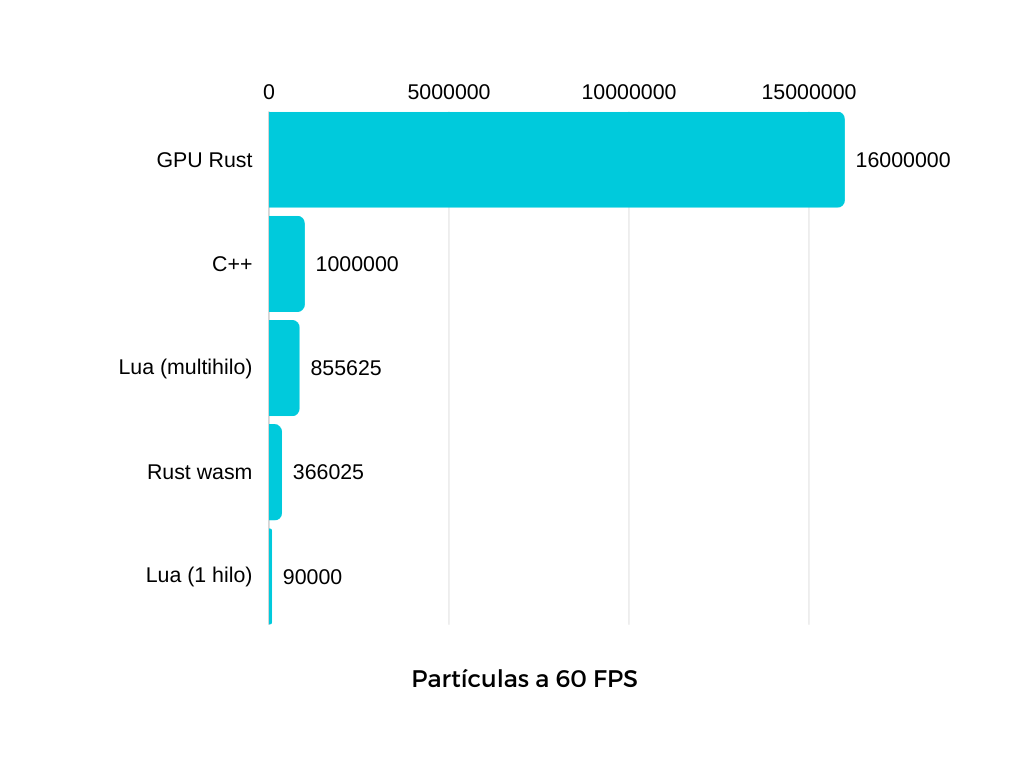 0 5000000 10000000 15000000
GPU Rust 16000000
C++ 1000000
Lua (multihilo) 855625
Rust wasm 366025
Lua (1 hilo) 90000
Partículas a 60 FPS